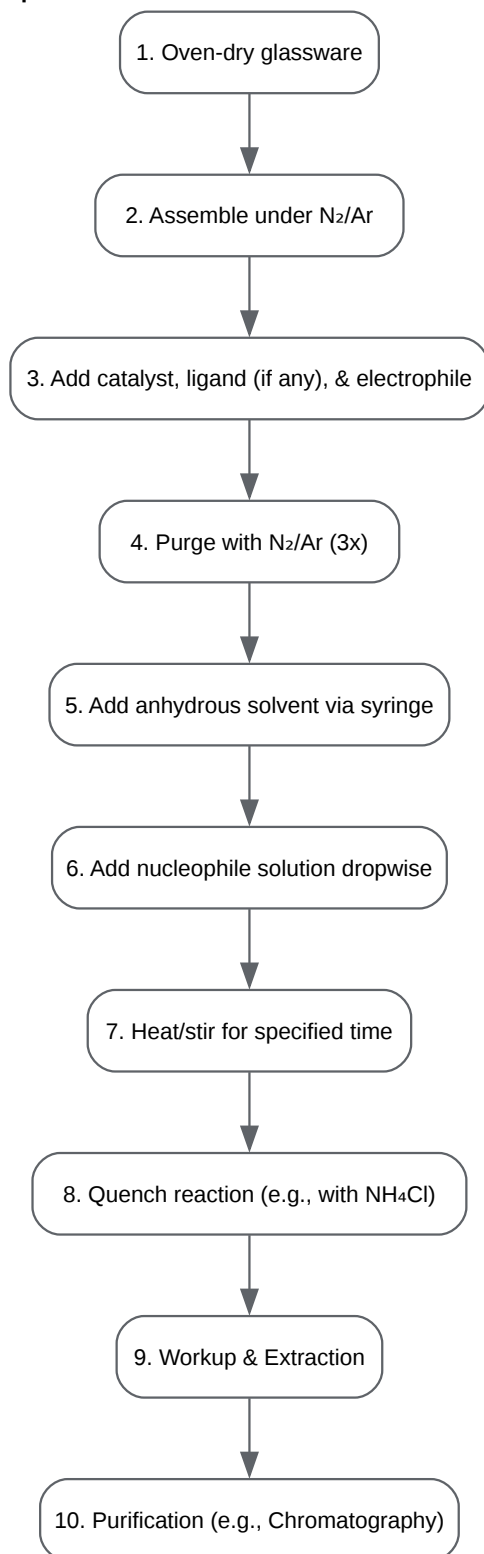 1. Oven-dry glassware
2. Assemble under N₂/Ar
3. Add catalyst, ligand (if any), & electrophile
4. Purge with N₂/Ar (3x)
5. Add anhydrous solvent via syringe
6. Add nucleophile solution dropwise
7. Heat/stir for specified time
8. Quench reaction (e.g., with NH₄Cl)
9. Workup & Extraction
10. Purification (e.g., Chromatography)